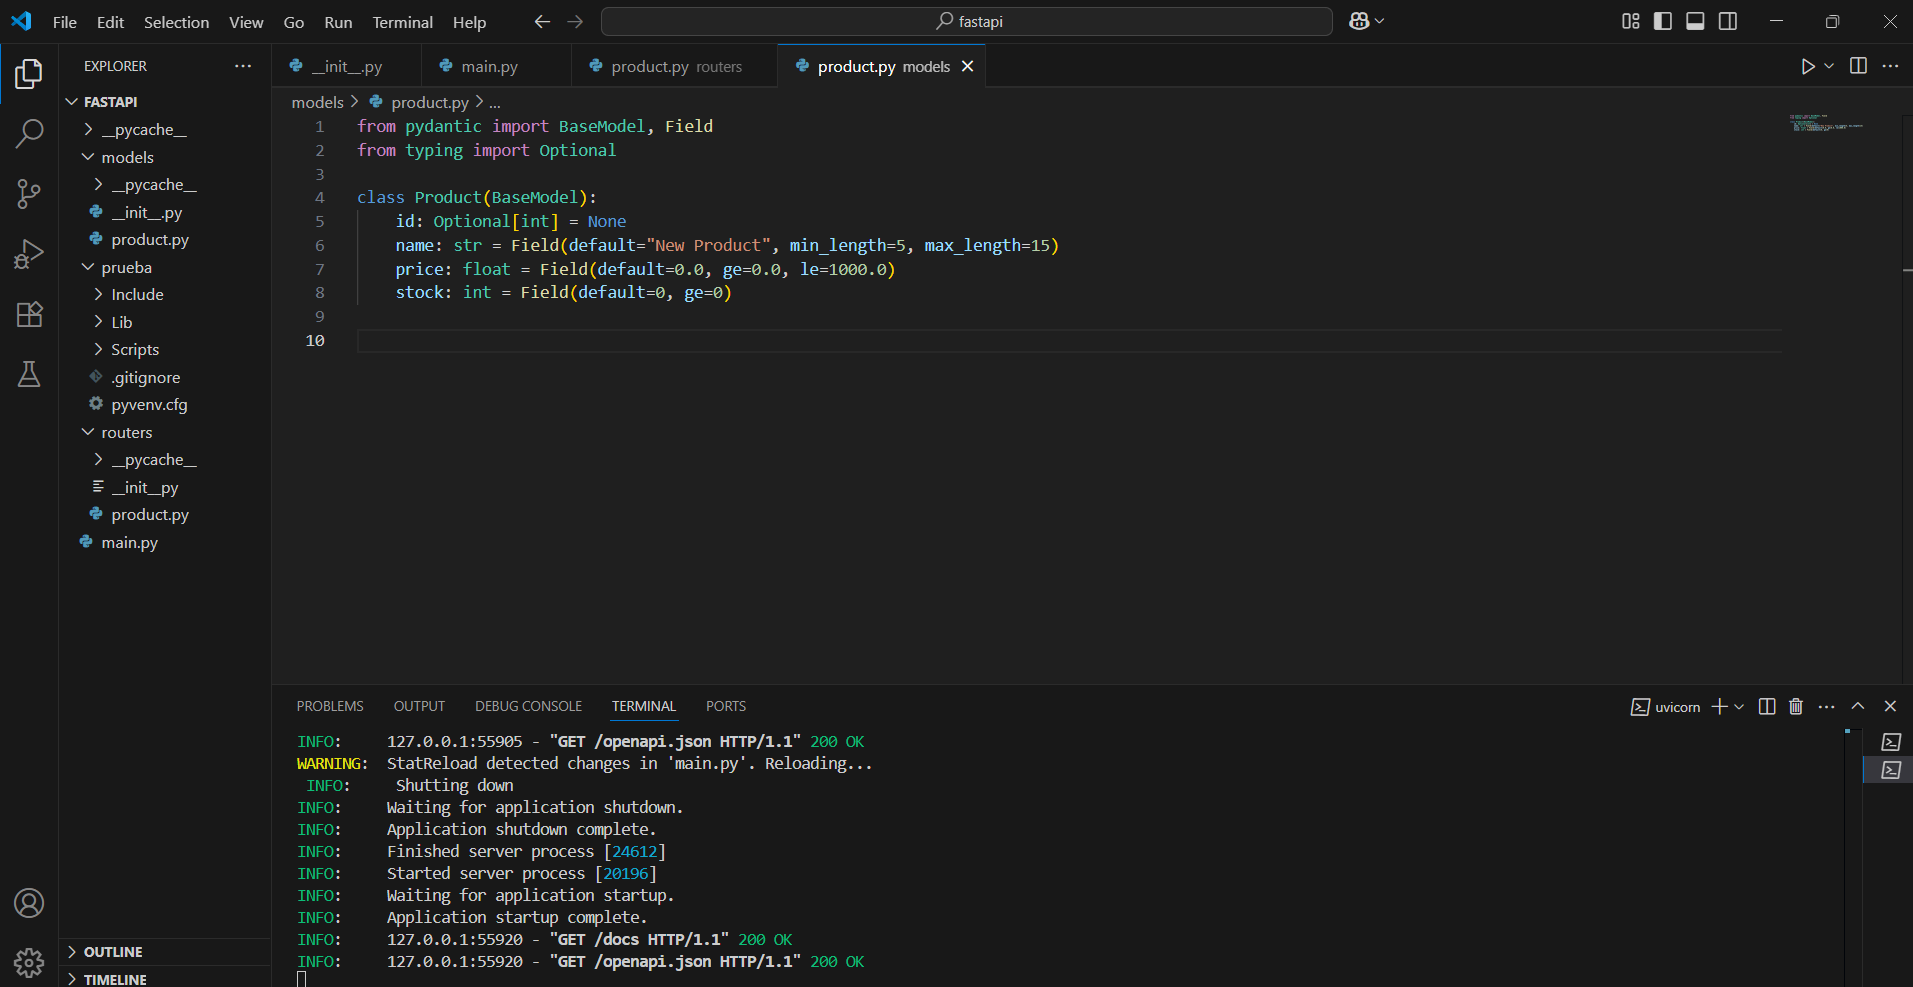 File Edit Selection View Go Run Terminal Help
fastapi
EXPLORER
FASTAPI
__pycache__
models
__pycache__
__init__.py
product.py
prueba
Include
Lib
Scripts
.gitignore
pyvenv.cfg
routers
__pycache__
__init__py
product.py
main.py
OUTLINE
TIMELINE
__init__.py main.py product.py routers product.py models
models > product.py > ...
1 from pydantic import BaseModel, Field
2 from typing import Optional
3
4 class Product(BaseModel):
5 id: Optional[int] = None
6 name: str = Field(default="New Product", min_length=5, max_length=15)
7 price: float = Field(default=0.0, ge=0.0, le=1000.0)
8 stock: int = Field(default=0, ge=0)
9
10
PROBLEMS OUTPUT DEBUG CONSOLE TERMINAL PORTS
uvicorn
INFO: 127.0.0.1:55905 - "GET /openapi.json HTTP/1.1" 200 OK
WARNING: StatReload detected changes in 'main.py'. Reloading...
INFO: Shutting down
INFO: Waiting for application shutdown.
INFO: Application shutdown complete.
INFO: Finished server process [24612]
INFO: Started server process [20196]
INFO: Waiting for application startup.
INFO: Application startup complete.
INFO: 127.0.0.1:55920 - "GET /docs HTTP/1.1" 200 OK
INFO: 127.0.0.1:55920 - "GET /openapi.json HTTP/1.1" 200 OK